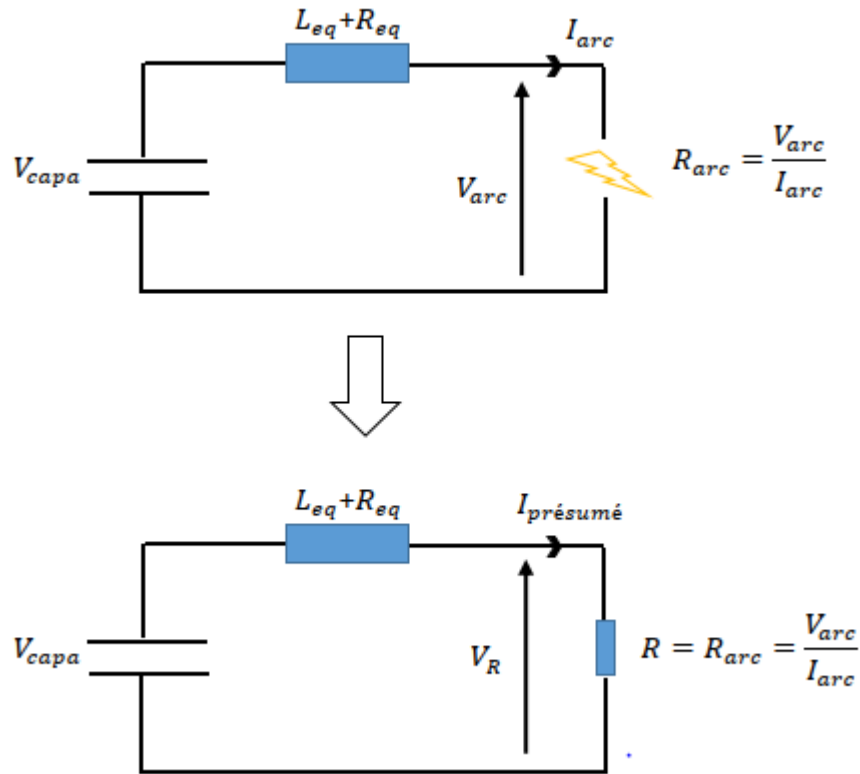 L_eq+R_eq
I_arc
V_capa
V_arc
R_arc = V_arc / I_arc
L_eq+R_eq
I_présumé
V_capa
V_R
R = R_arc = V_arc / I_arc